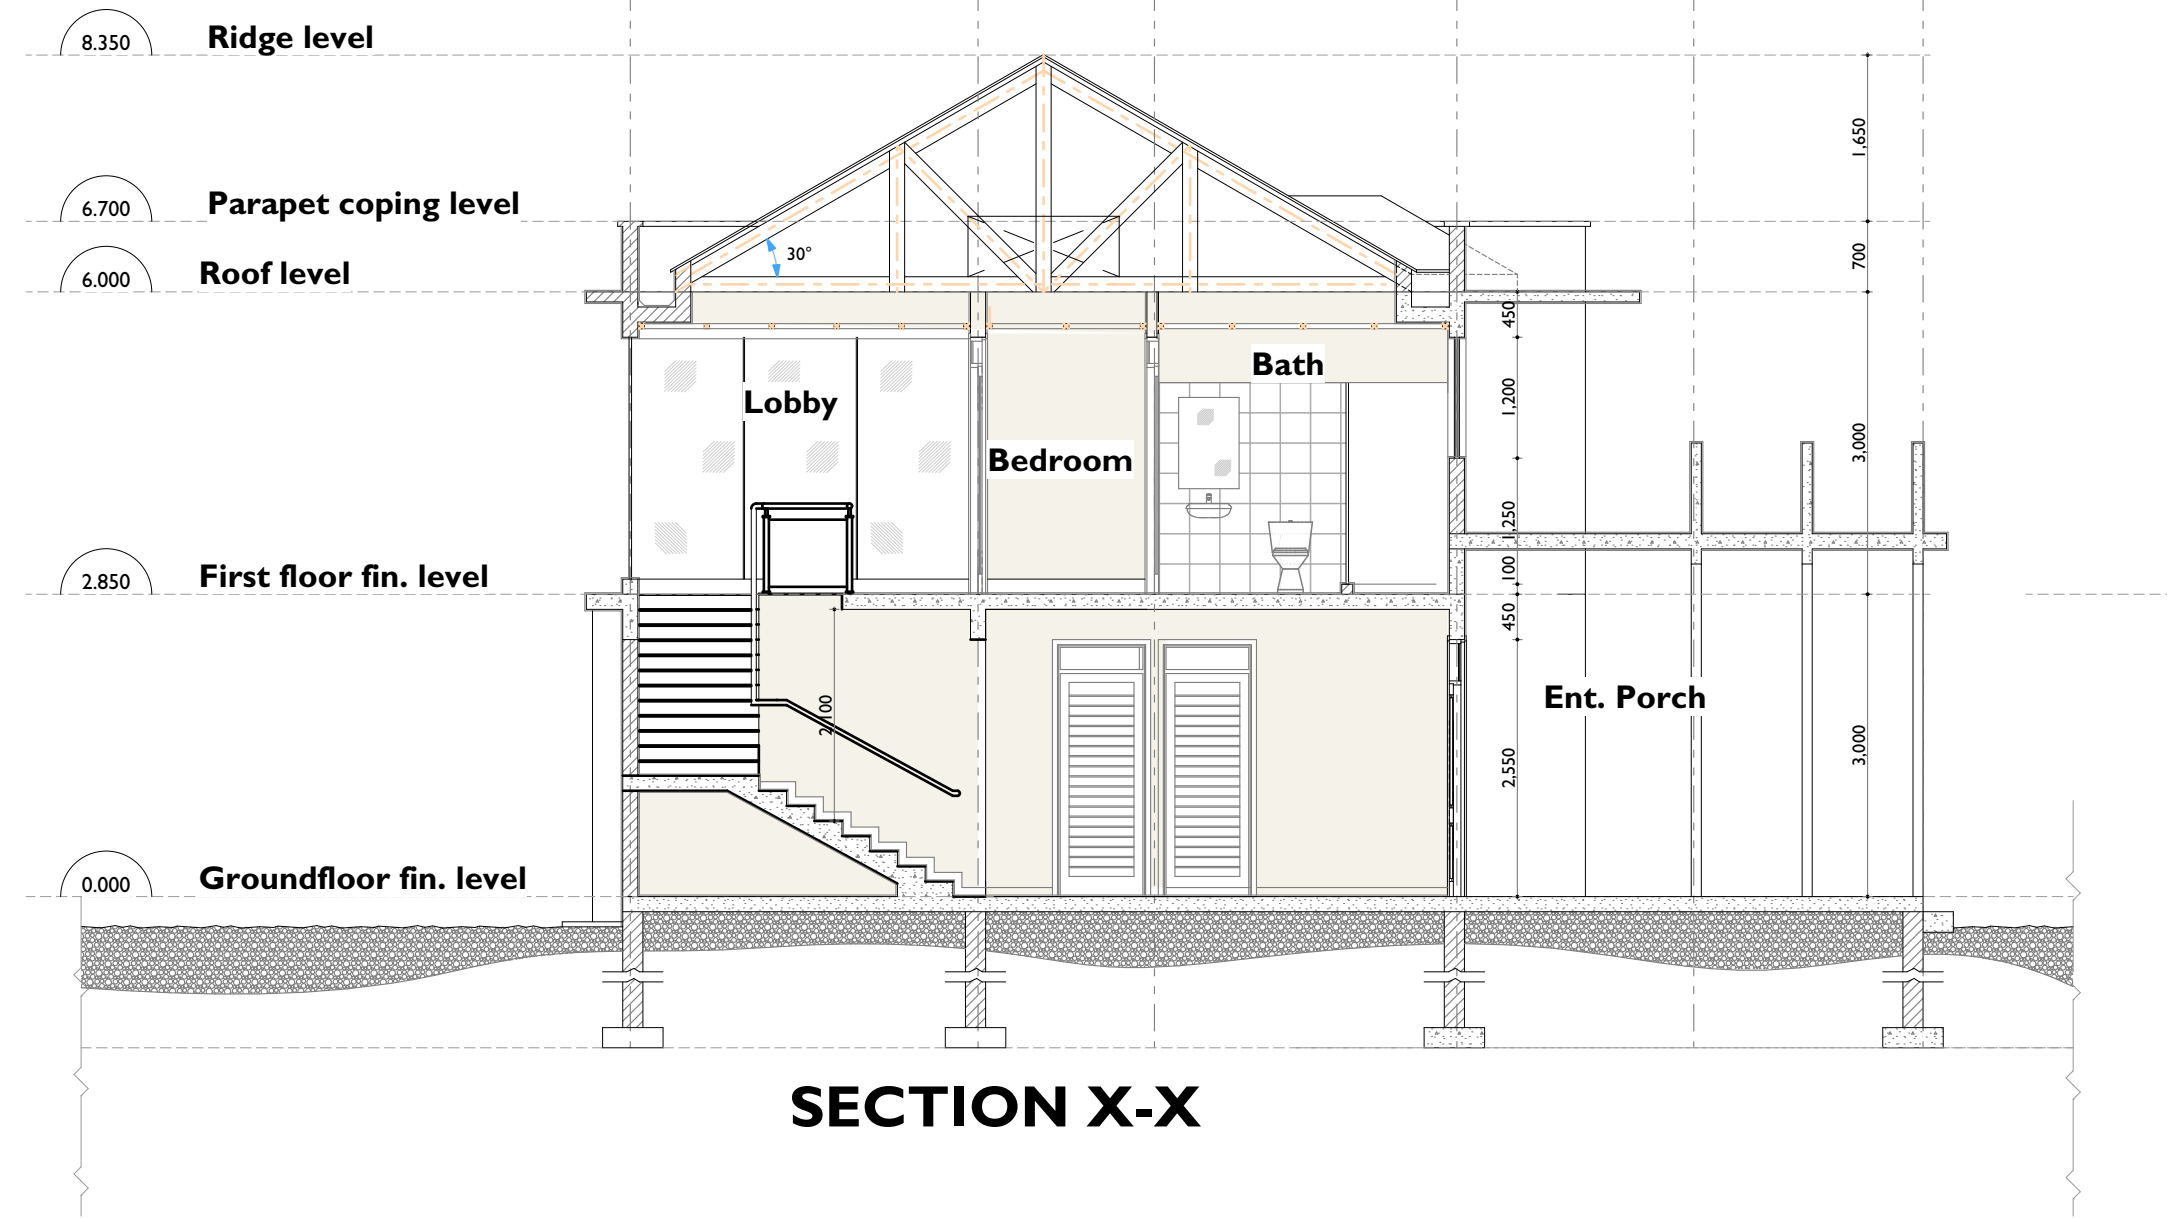 8.350 Ridge level
1,650
6.700 Parapet coping level
700
30°
6.000 Roof level
450
Bath
1,200
Lobby
3,000
Bedroom
1,250
100
2.850 First floor fin. level
450
Ent. Porch
2,100
3,000
2,550
0.000 Groundfloor fin. level
SECTION X-X